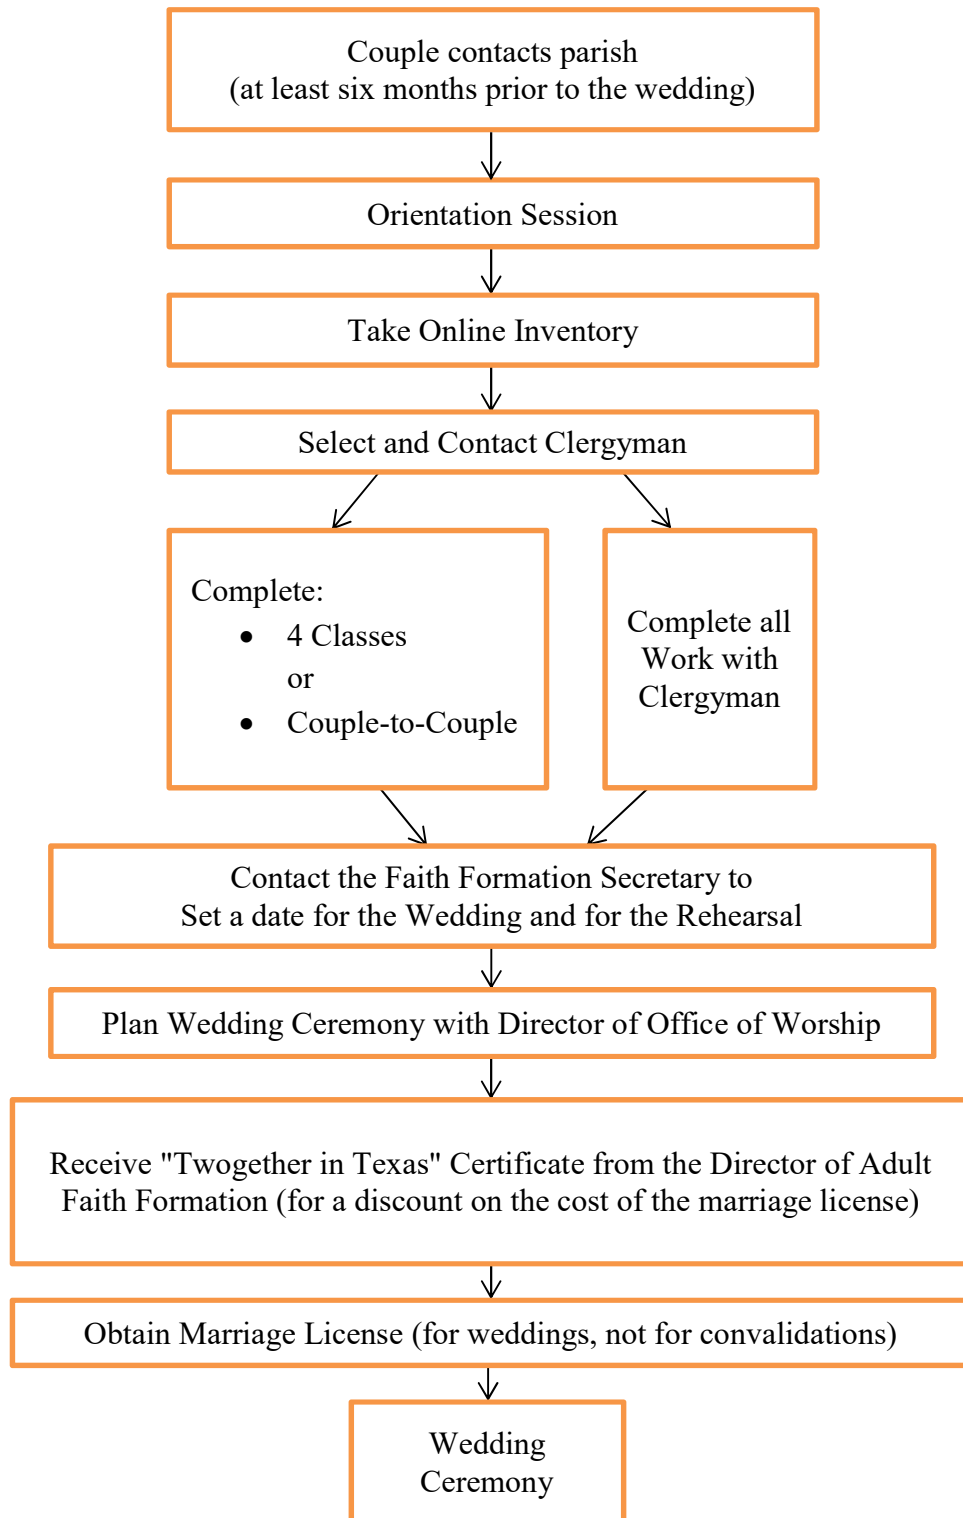 Couple contacts parish
(at least six months prior to the wedding)
Orientation Session
Take Online Inventory
Select and Contact Clergyman
Complete:
• 4 Classes
or
• Couple-to-Couple
Complete all
Work with
Clergyman
Contact the Faith Formation Secretary to
Set a date for the Wedding and for the Rehearsal
Plan Wedding Ceremony with Director of Office of Worship
Receive "Twogether in Texas" Certificate from the Director of Adult
Faith Formation (for a discount on the cost of the marriage license)
Obtain Marriage License (for weddings, not for convalidations)
Wedding
Ceremony